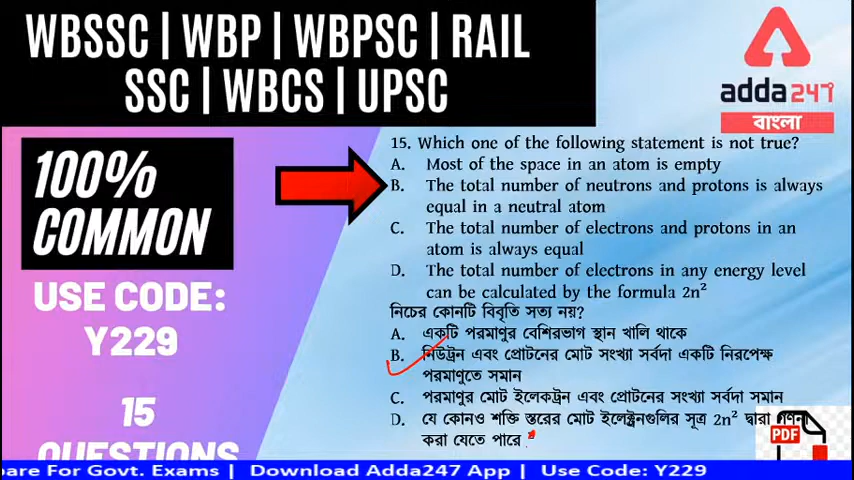 WBSSC | WBP | WBPSC | RAIL
SSC | WBCS | UPSC
adda247
বাংলা
100%
COMMON
USE CODE:
Y229
15
QUESTIONS
15. Which one of the following statement is not true?
A. Most of the space in an atom is empty
B. The total number of neutrons and protons is always
equal in a neutral atom
C. The total number of electrons and protons in an
atom is always equal
D. The total number of electrons in any energy level
can be calculated by the formula 2n²
নিচের কোনটি বিবৃতি সত্য নয়?
A. একটি পরমাণুর বেশিরভাগ স্থান খালি থাকে
B. নিউট্রন এবং প্রোটনের মোট সংখ্যা সর্বদা একটি নিরপেক্ষ
পরমাণুতে সমান
C. পরমাণুর মোট ইলেকট্রন এবং প্রোটনের সংখ্যা সর্বদা সমান
D. যে কোনও শক্তি স্তরের মোট ইলেক্ট্রনগুলির সূত্র 2n² দ্বারা গণনা
করা যেতে পারে
PDF
pare For Govt. Exams | Download Adda247 App | Use Code: Y229